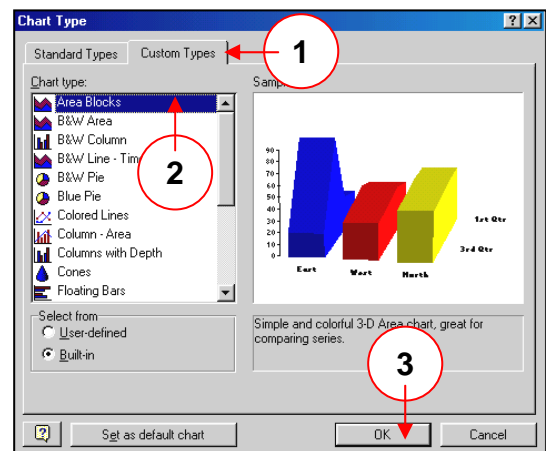 Chart Type
Standard Types
Custom Types
1
Chart type:
Area Blocks
B&W Area
B&W Column
B&W Line - Tim
B&W Pie
Blue Pie
Colored Lines
Column - Area
Columns with Depth
Cones
Floating Bars
2
Select from
User-defined
Built-in
Samp
90
80
70
60
50
40
30
20
10
0
East
West
North
1st Qtr
3rd Qtr
Simple and colorful 3-D Area chart, great for
comparing series.
3
Set as default chart
OK
Cancel